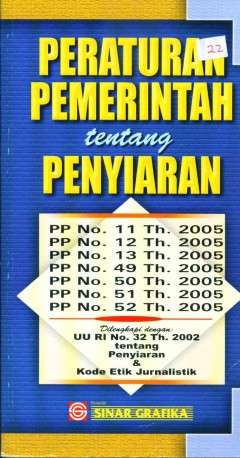 22
PERATURAN
PEMERINTAH
tentang
PENYIARAN
PP No. 11 Th. 2005
PP No. 12 Th. 2005
PP No. 13 Th. 2005
PP No. 49 Th. 2005
PP No. 50 Th. 2005
PP No. 51 Th. 2005
PP No. 52 Th. 2005
Dilengkapi dengan:
UU RI No. 32 Th. 2002
tentang
Penyiaran
&
Kode Etik Jurnalistik
Penerbit
SINAR GRAFIKA